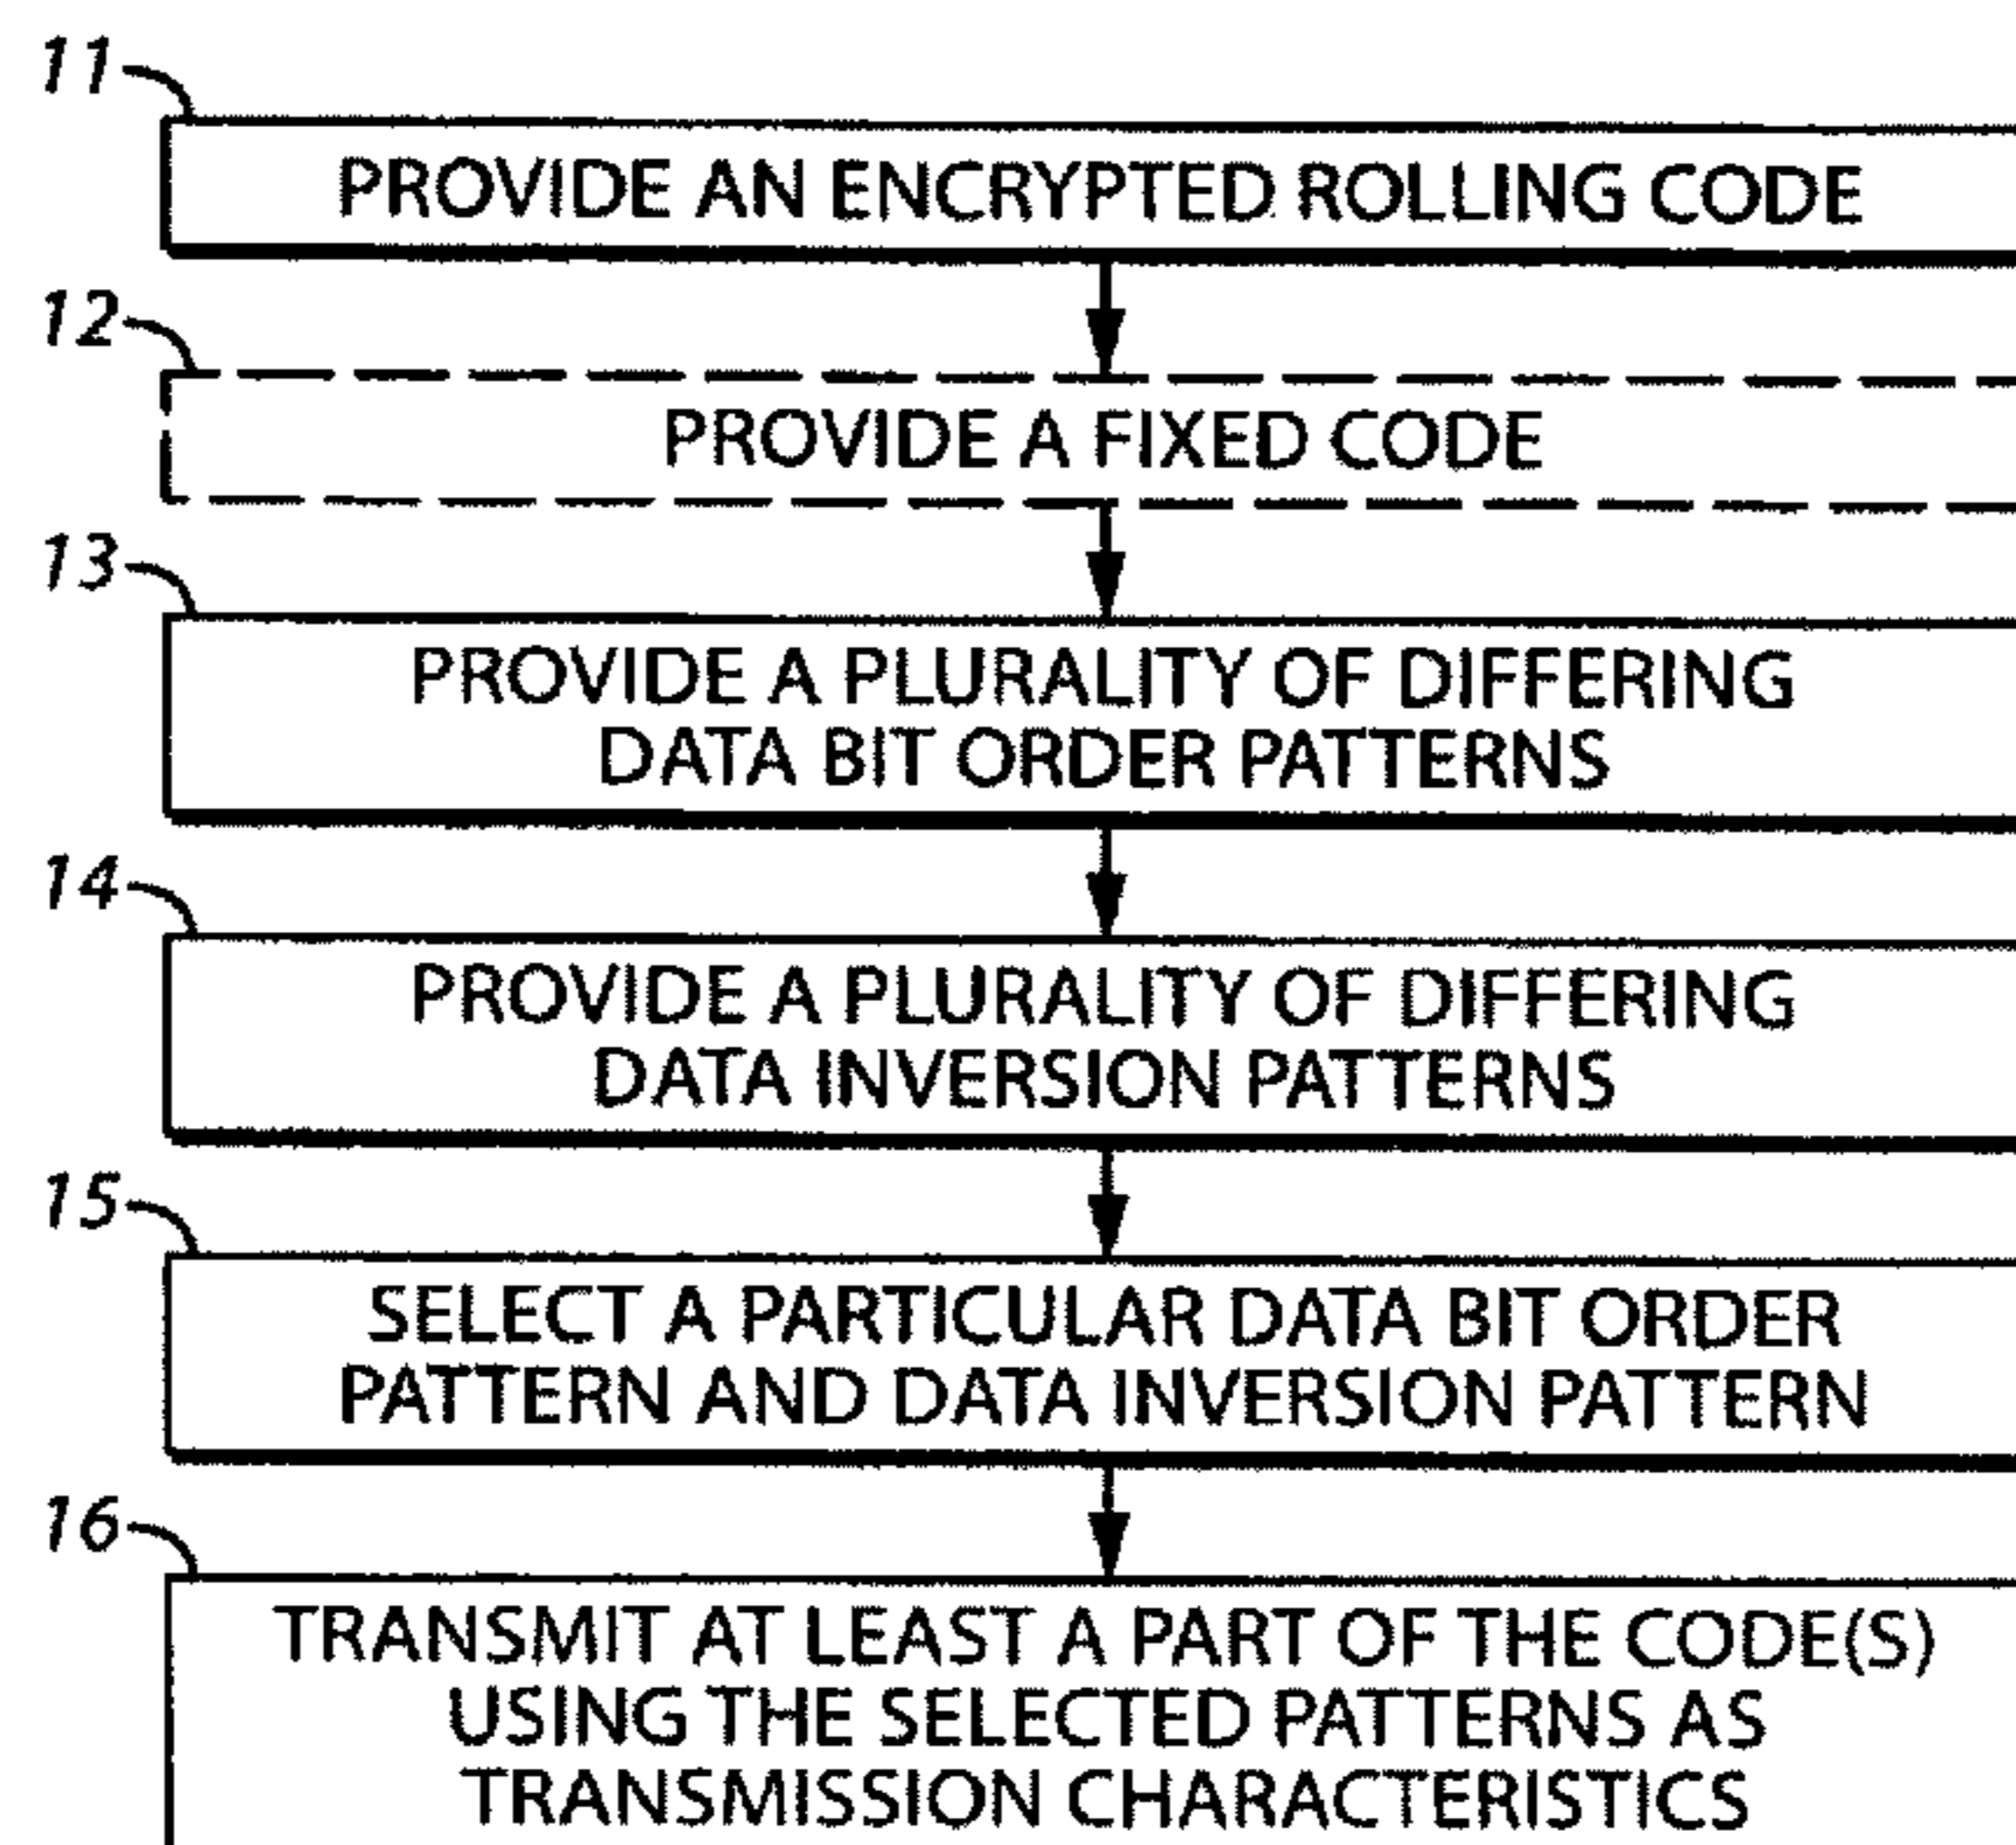 11
PROVIDE AN ENCRYPTED ROLLING CODE
12
PROVIDE A FIXED CODE
13
PROVIDE A PLURALITY OF DIFFERING
DATA BIT ORDER PATTERNS
14
PROVIDE A PLURALITY OF DIFFERING
DATA INVERSION PATTERNS
15
SELECT A PARTICULAR DATA BIT ORDER
PATTERN AND DATA INVERSION PATTERN
16
TRANSMIT AT LEAST A PART OF THE CODE(S)
USING THE SELECTED PATTERNS AS
TRANSMISSION CHARACTERISTICS